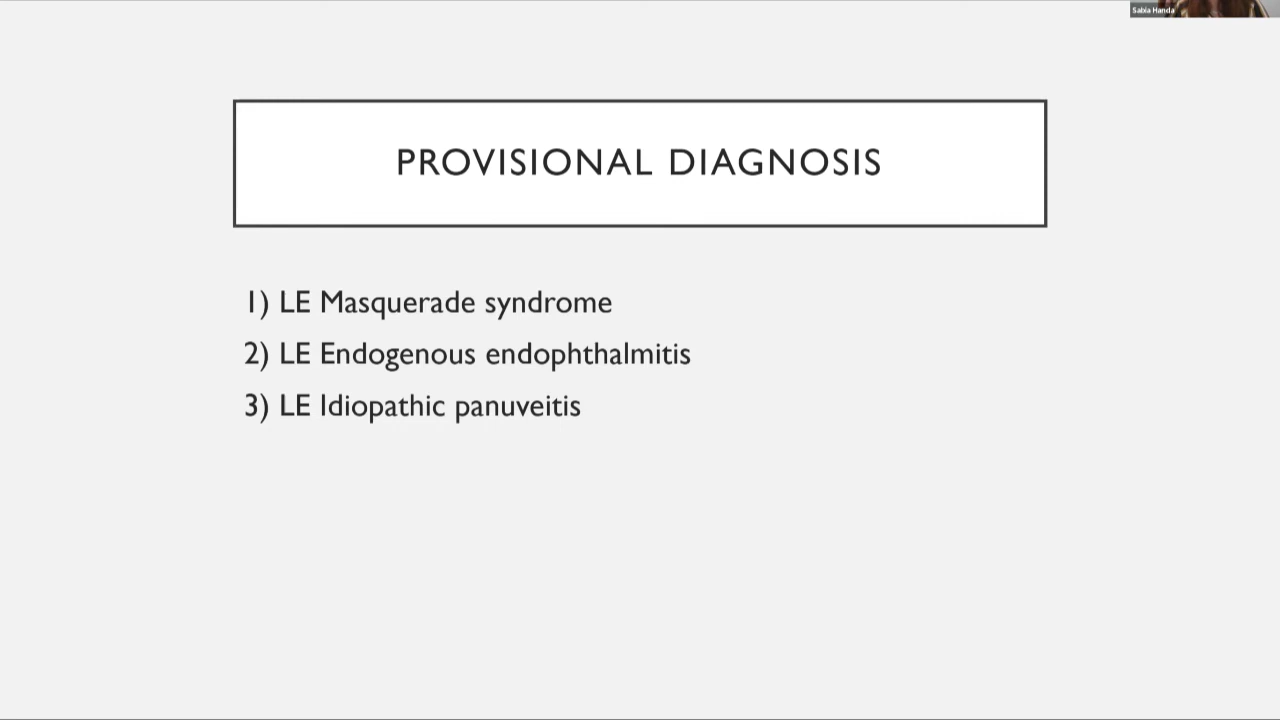 Sabia Handa
PROVISIONAL DIAGNOSIS
1) LE Masquerade syndrome
2) LE Endogenous endophthalmitis
3) LE Idiopathic panuveitis